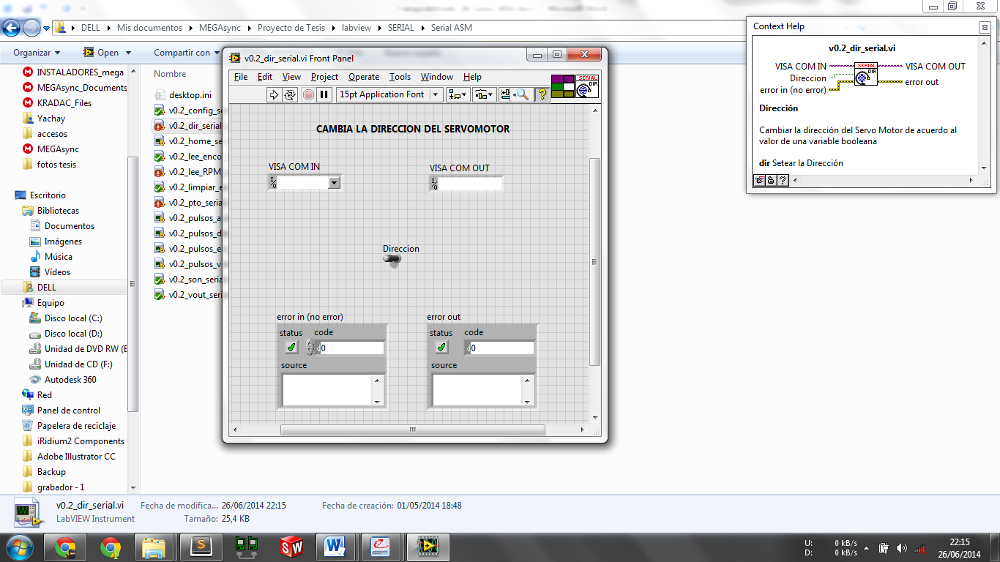 DELL
Mis documentos
MEGAsync
Proyecto de Tesis
labview
SERIAL
Serial ASM
Organizar
Open
Compartir con
INSTALADORES_mega
MEGAsync_Documents
KRADAC_Files
Yachay
accesos
MEGAsync
fotos tesis
Escritorio
Bibliotecas
Documentos
Imágenes
Música
Vídeos
DELL
Equipo
Disco local (C:)
Disco local (D:)
Unidad de DVD RW (E
Unidad de CD (F:)
Autodesk 360
Red
Panel de control
Papelera de reciclaje
iRidium2 Components
Adobe Illustrator CC
Backup
grabador - 1
Nombre
desktop.ini
v0.2_config_s
v0.2_dir_serial
v0.2_home_se
v0.2_lee_enco
v0.2_lee_RPM_
v0.2_limpiar_e
v0.2_pto_seria
v0.2_pulsos_a
v0.2_pulsos_d
v0.2_pulsos_e
v0.2_pulsos_v
v0.2_son_seria
v0.2_vout_seri
v0.2_dir_serial.vi Front Panel
File Edit View Project Operate Tools Window Help
15pt Application Font
SERIAL
DIR
CAMBIA LA DIRECCION DEL SERVOMOTOR
VISA COM IN
VISA COM OUT
Direccion
error in (no error)
status code
0
source
error out
status code
0
source
Context Help
v0.2_dir_serial.vi
VISA COM IN
Direccion
error in (no error)
SERIAL
DIR
VISA COM OUT
error out
Dirección
Cambiar la dirección del Servo Motor de acuerdo al
valor de una variable booleana
dir Setear la Dirección
v0.2_dir_serial.vi
LabVIEW Instrument
Fecha de modifica... 26/06/2014 22:15
Tamaño: 25,4 KB
Fecha de creación: 01/05/2014 18:48
U: 0 kB/s
D: 0 kB/s
22:15
26/06/2014